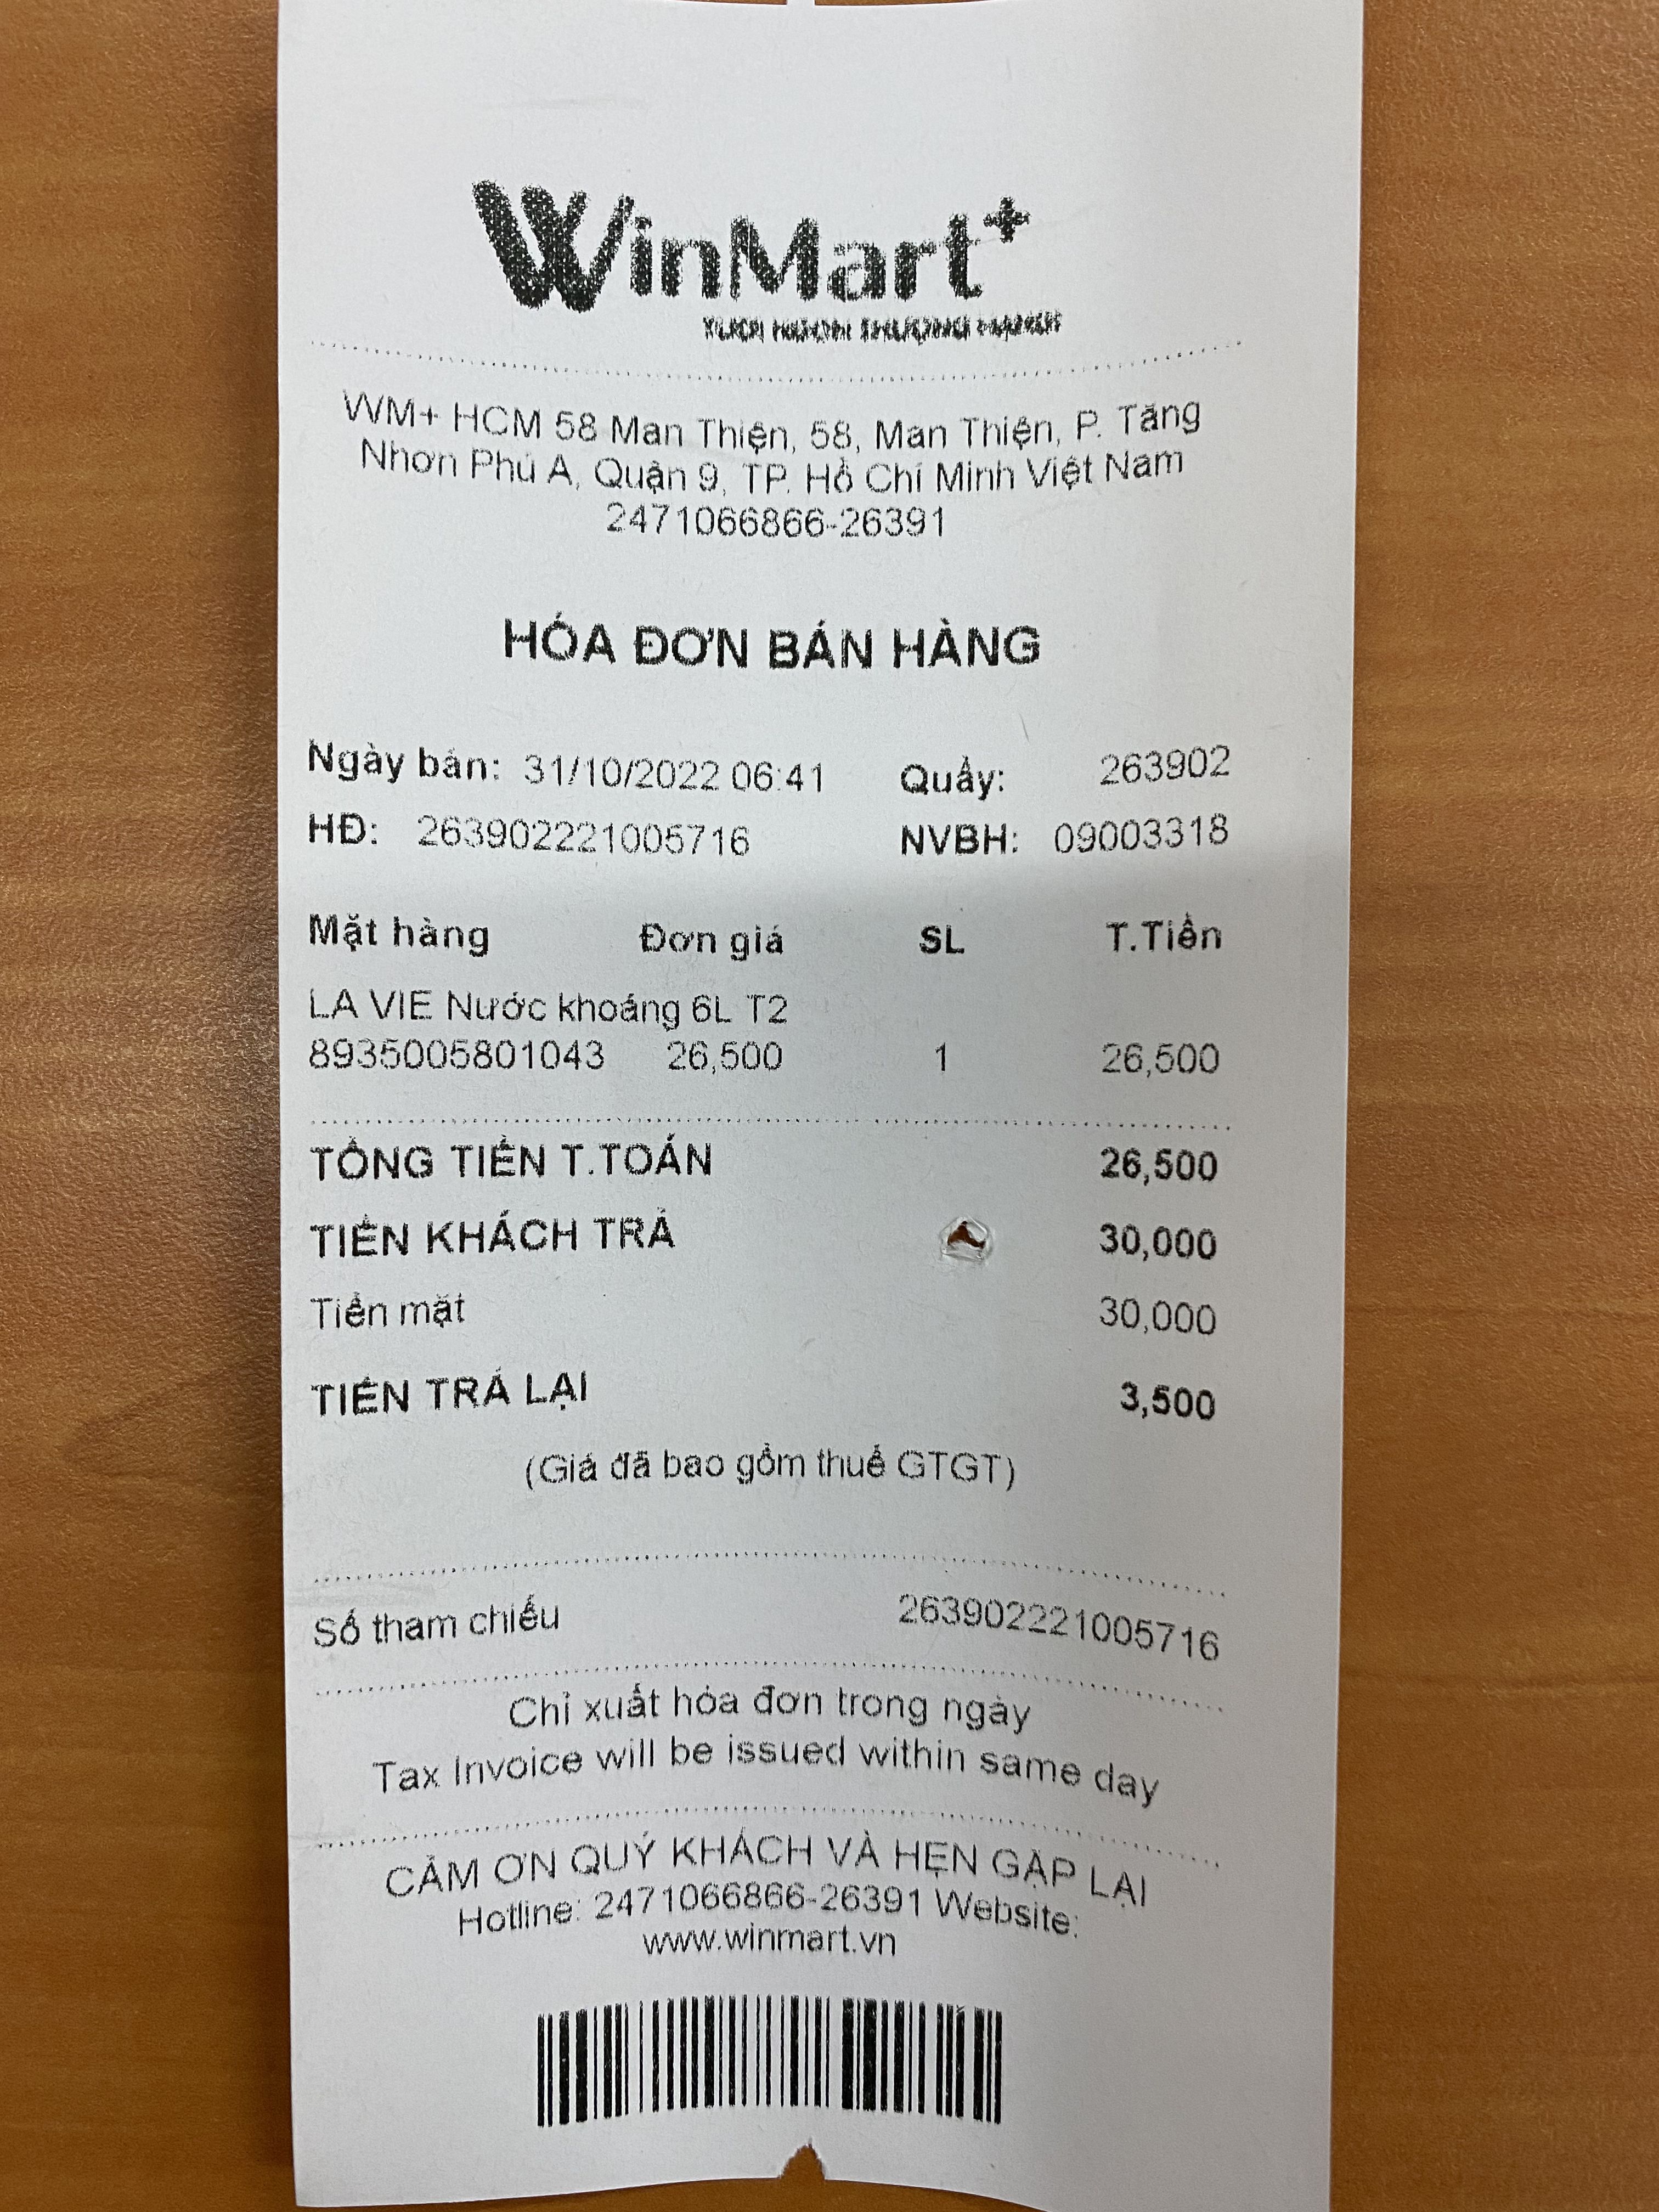 WinMart+
WM+ HCM 58 Man Thiện, 58, Man Thiện, P. Tăng
Nhơn Phú A, Quận 9, TP. Hồ Chí Minh Việt Nam
2471066866-26391
HÓA ĐƠN BÁN HÀNG
Ngày bán: 31/10/2022 06:41 Quầy: 263902
HĐ: 263902221005716 NVBH: 09003318
Mặt hàng Đơn giá SL T.Tiền
LA VIE Nước khoáng 6L T2
8935005801043 26,500 1 26,500
TỔNG TIỀN T.TOÁN 26,500
TIỀN KHÁCH TRẢ 30,000
Tiền mặt 30,000
TIỀN TRẢ LẠI 3,500
(Giá đã bao gồm thuế GTGT)
Số tham chiếu 263902221005716
Chỉ xuất hóa đơn trong ngày
Tax Invoice will be issued within same day
CẢM ƠN QUÝ KHÁCH VÀ HẸN GẶP LẠI
Hotline: 2471066866-26391 Website:
www.winmart.vn